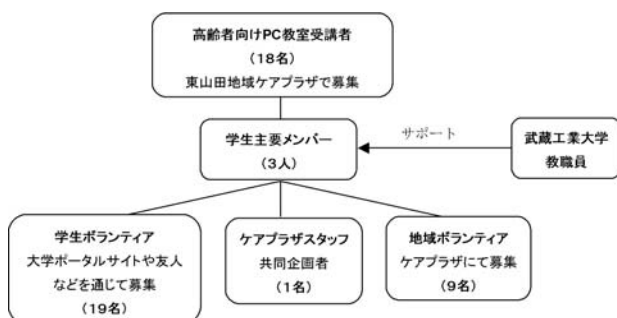 高齢者向けPC教室受講者
(18名)
東山田地域ケアプラザで募集
学生主要メンバー
(3人)
サポート
武蔵工業大学
教職員
学生ボランティア
大学ポータルサイトや友人
などを通じて募集
(19名)
ケアプラザスタッフ
共同企画者
(1名)
地域ボランティア
ケアプラザにて募集
(9名)